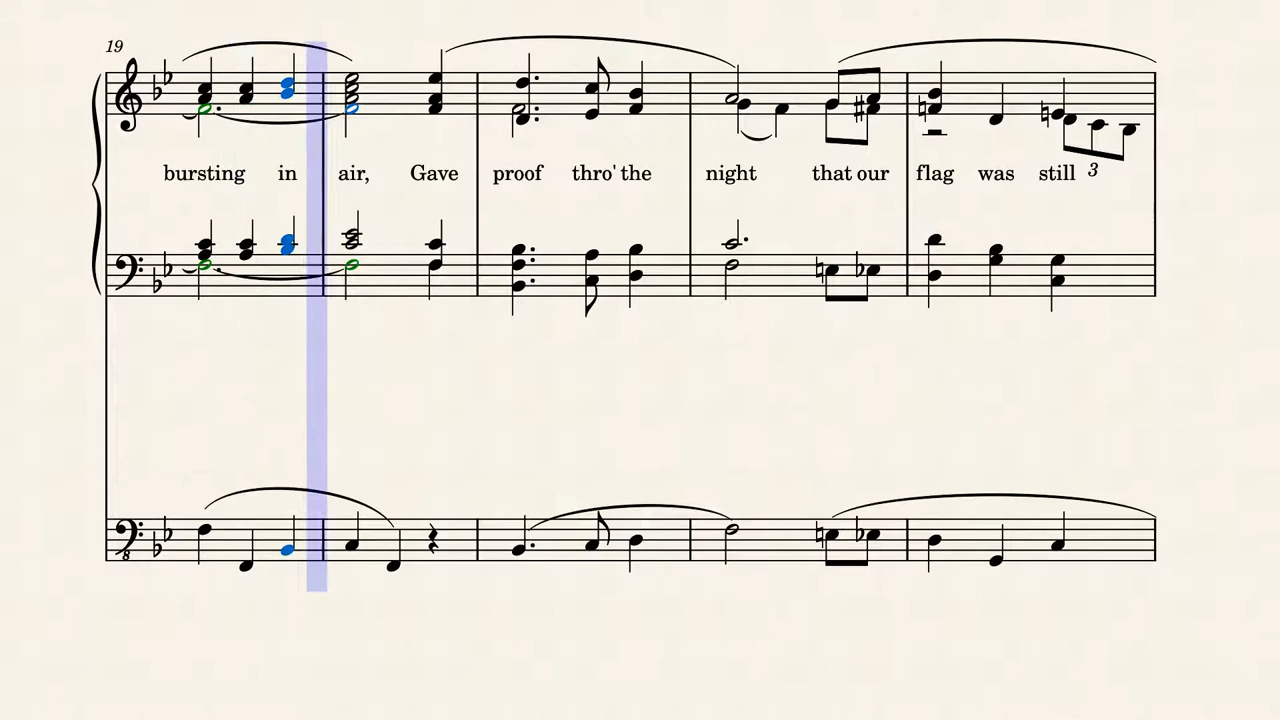 19
bursting in air, Gave proof thro' the night that our flag was still
3
8